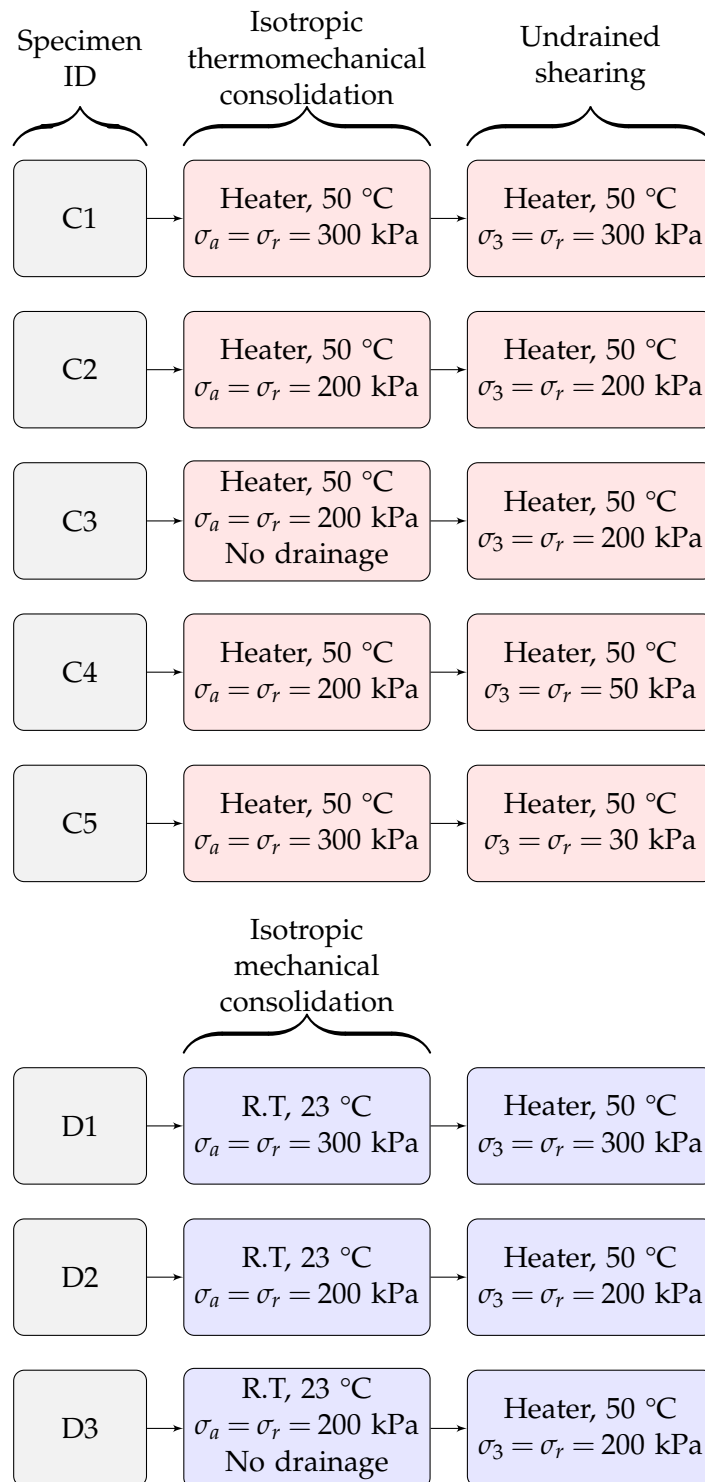 Specimen
ID
Isotropic
thermomechanical
consolidation
Undrained
shearing
C1
Heater, 50 °C
σₐ = σᵣ = 300 kPa
Heater, 50 °C
σ₃ = σᵣ = 300 kPa
C2
Heater, 50 °C
σₐ = σᵣ = 200 kPa
Heater, 50 °C
σ₃ = σᵣ = 200 kPa
C3
Heater, 50 °C
σₐ = σᵣ = 200 kPa
No drainage
Heater, 50 °C
σ₃ = σᵣ = 200 kPa
C4
Heater, 50 °C
σₐ = σᵣ = 200 kPa
Heater, 50 °C
σ₃ = σᵣ = 50 kPa
C5
Heater, 50 °C
σₐ = σᵣ = 300 kPa
Heater, 50 °C
σ₃ = σᵣ = 30 kPa
Isotropic
mechanical
consolidation
D1
R.T, 23 °C
σₐ = σᵣ = 300 kPa
Heater, 50 °C
σ₃ = σᵣ = 300 kPa
D2
R.T, 23 °C
σₐ = σᵣ = 200 kPa
Heater, 50 °C
σ₃ = σᵣ = 200 kPa
D3
R.T, 23 °C
σₐ = σᵣ = 200 kPa
No drainage
Heater, 50 °C
σ₃ = σᵣ = 200 kPa